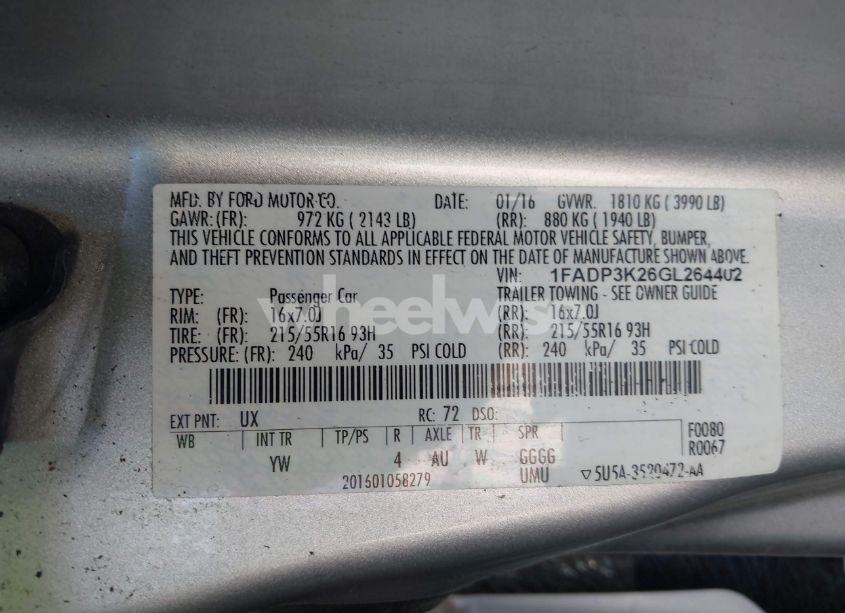 MFD. BY FORD MOTOR CO. DATE: 01/16 GVWR. 1810 KG ( 3990 LB)
GAWR: (FR): 972 KG ( 2143 LB) (RR): 880 KG ( 1940 LB)
THIS VEHICLE CONFORMS TO ALL APPLICABLE FEDERAL MOTOR VEHICLE SAFETY, BUMPER,
AND THEFT PREVENTION STANDARDS IN EFFECT ON THE DATE OF MANUFACTURE SHOWN ABOVE.
VIN: 1FADP3K26GL264402
TYPE: Passenger Car TRAILER TOWING - SEE OWNER GUIDE
RIM: (FR): 16x7.0J (RR): 16x7.0J
TIRE: (FR): 215/55R16 93H (RR): 215/55R16 93H
PRESSURE: (FR): 240 kPa/ 35 PSI COLD (RR): 240 kPa/ 35 PSI COLD
EXT PNT: UX RC: 72 DSO:
WB INT TR TP/PS R AXLE TR SPR F0080
YW 4 AU W GGGG R0067
201601058279 UMU ▽5U5A-3520472-AA